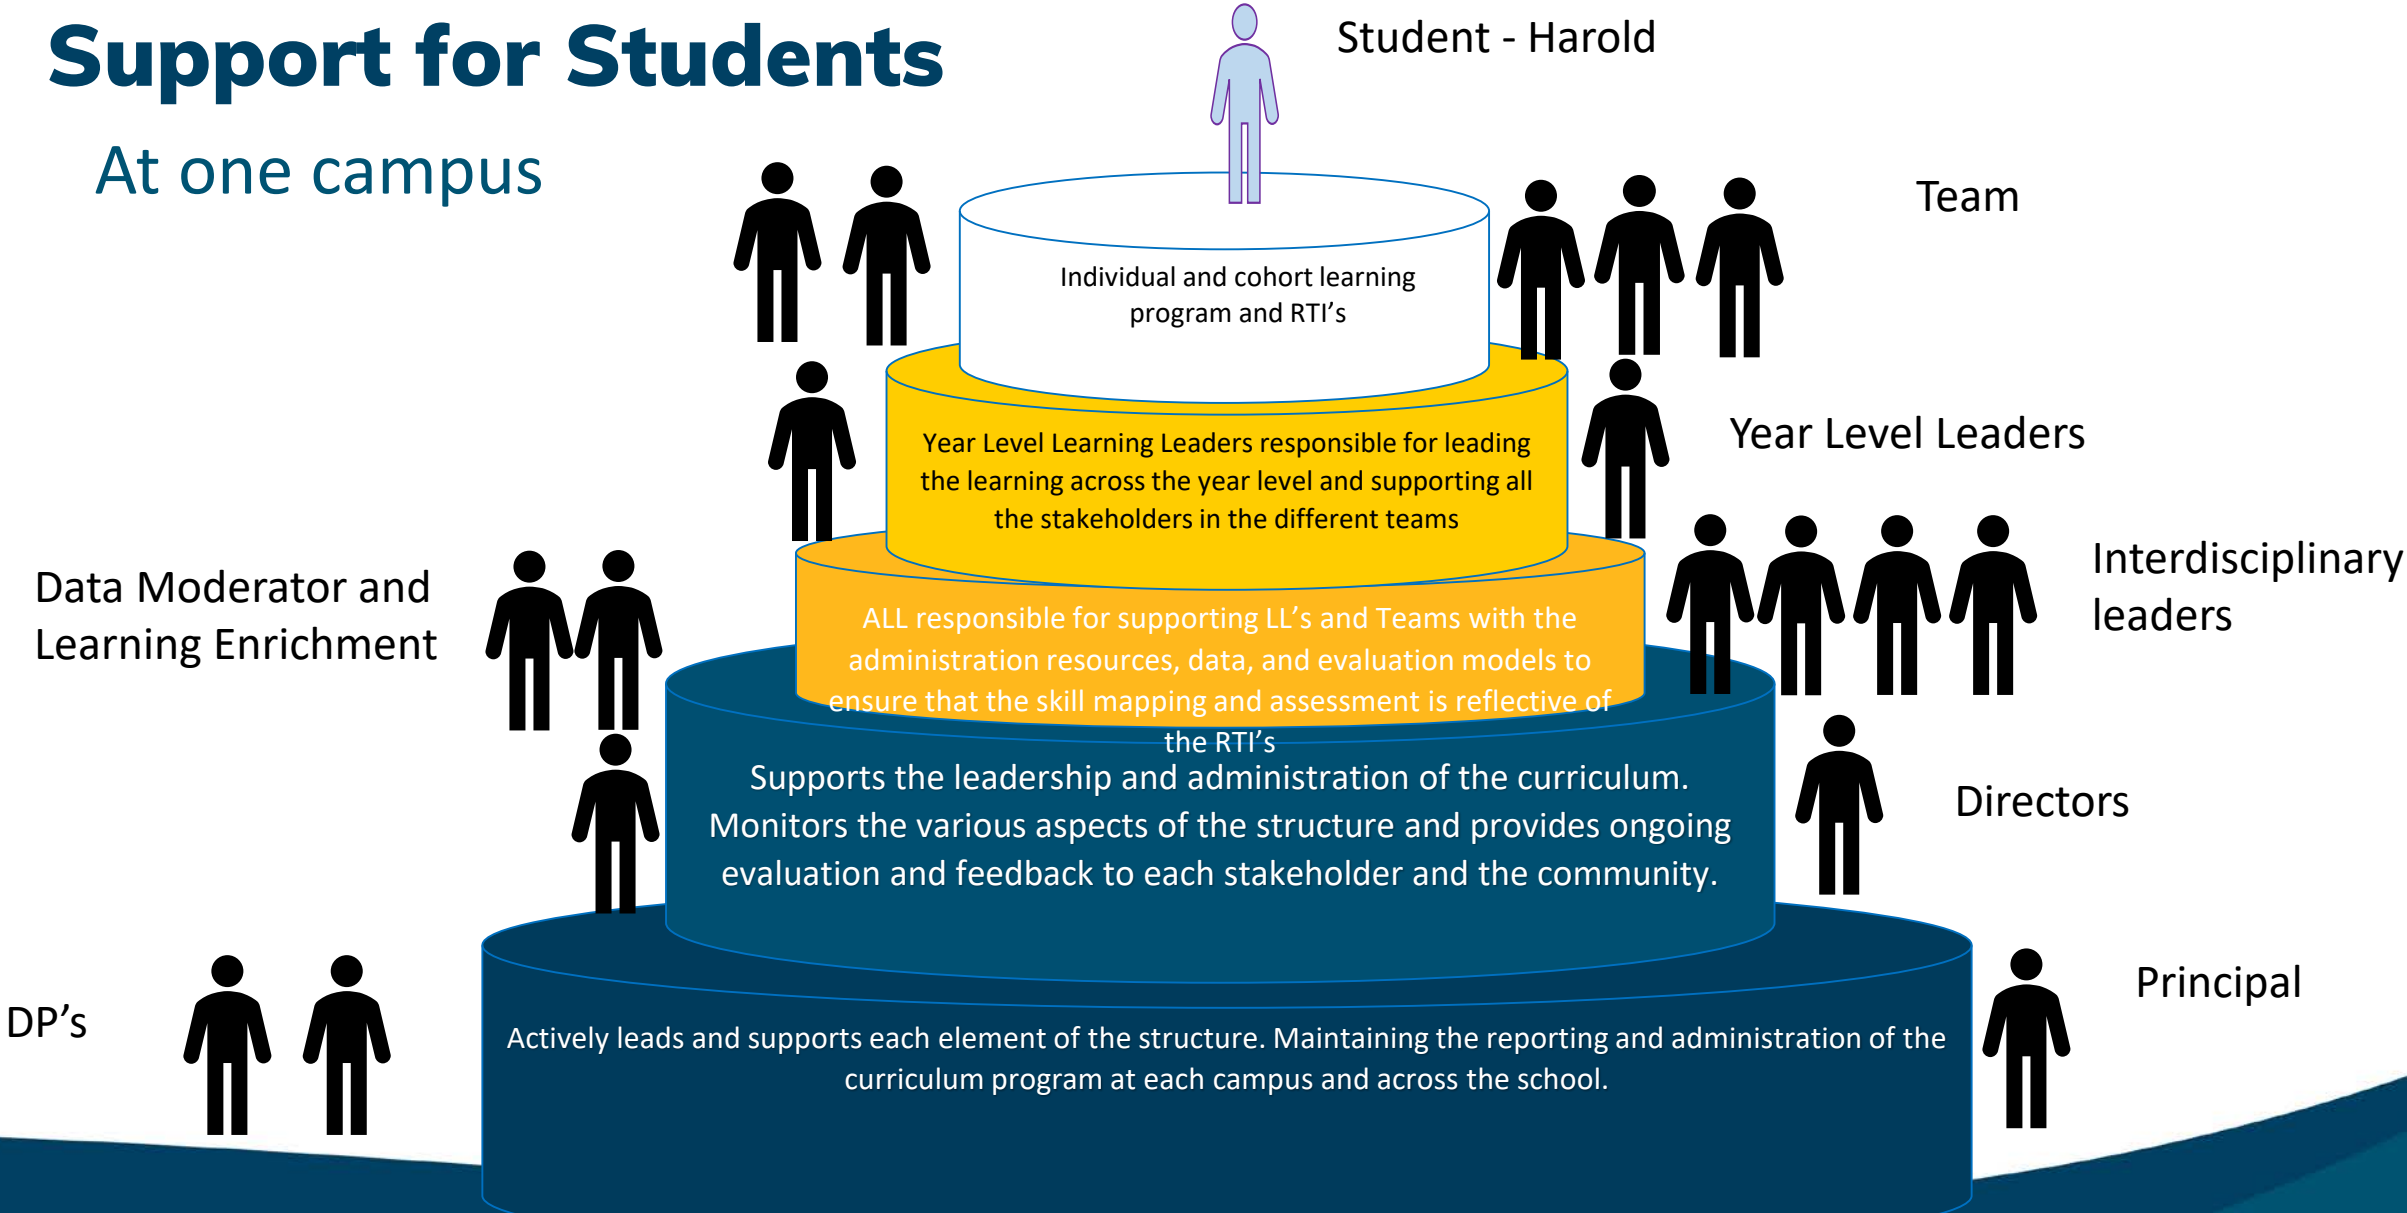 Support for Students
At one campus
Student - Harold
Team
Individual and cohort learning
program and RTI’s
Year Level Leaders
Year Level Learning Leaders responsible for leading
the learning across the year level and supporting all
the stakeholders in the different teams
Data Moderator and
Learning Enrichment
Interdisciplinary
leaders
ALL responsible for supporting LL’s and Teams with the
administration resources, data, and evaluation models to
ensure that the skill mapping and assessment is reflective of
the RTI’s
Directors
Supports the leadership and administration of the curriculum.
Monitors the various aspects of the structure and provides ongoing
evaluation and feedback to each stakeholder and the community.
DP’s
Principal
Actively leads and supports each element of the structure. Maintaining the reporting and administration of the
curriculum program at each campus and across the school.